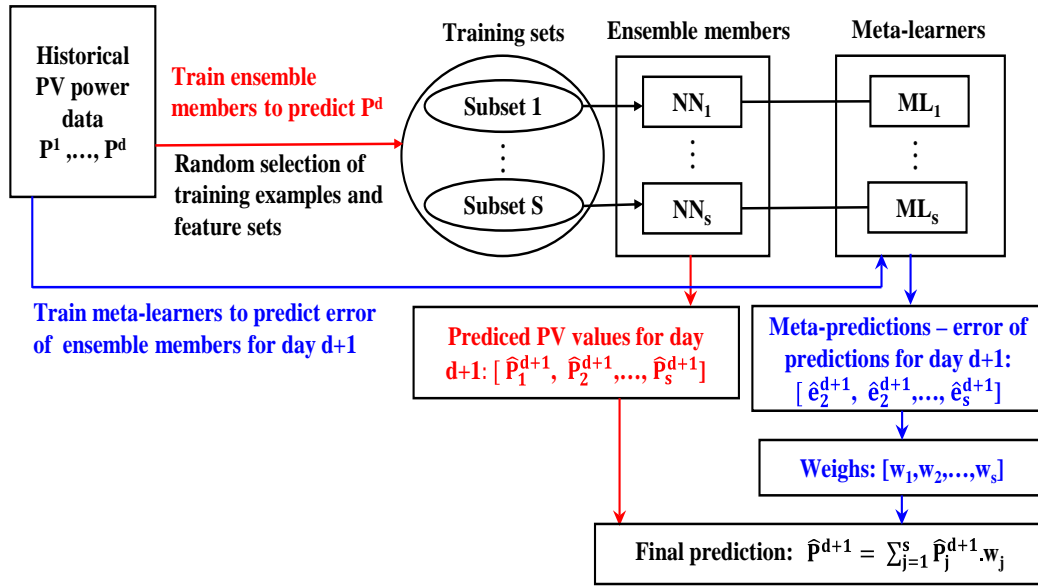 Historical
PV power
data
P¹ ,…, Pᵈ
Train ensemble
members to predict Pᵈ
Random selection of
training examples and
feature sets
Training sets
Subset 1
⋮
Subset S
Ensemble members
NN₁
⋮
NNₛ
Meta-learners
ML₁
⋮
MLₛ
Train meta-learners to predict error
of ensemble members for day d+1
Prediced PV values for day
d+1: [ P̂₁ᵈ⁺¹, P̂₂ᵈ⁺¹,…, P̂ₛᵈ⁺¹]
Meta-predictions – error of
predictions for day d+1:
[ ê₂ᵈ⁺¹, ê₂ᵈ⁺¹,…, êₛᵈ⁺¹]
Weighs: [w₁,w₂,…,wₛ]
Final prediction: P̂ᵈ⁺¹ = ∑ⱼ₌₁ˢ P̂ⱼᵈ⁺¹.wⱼ